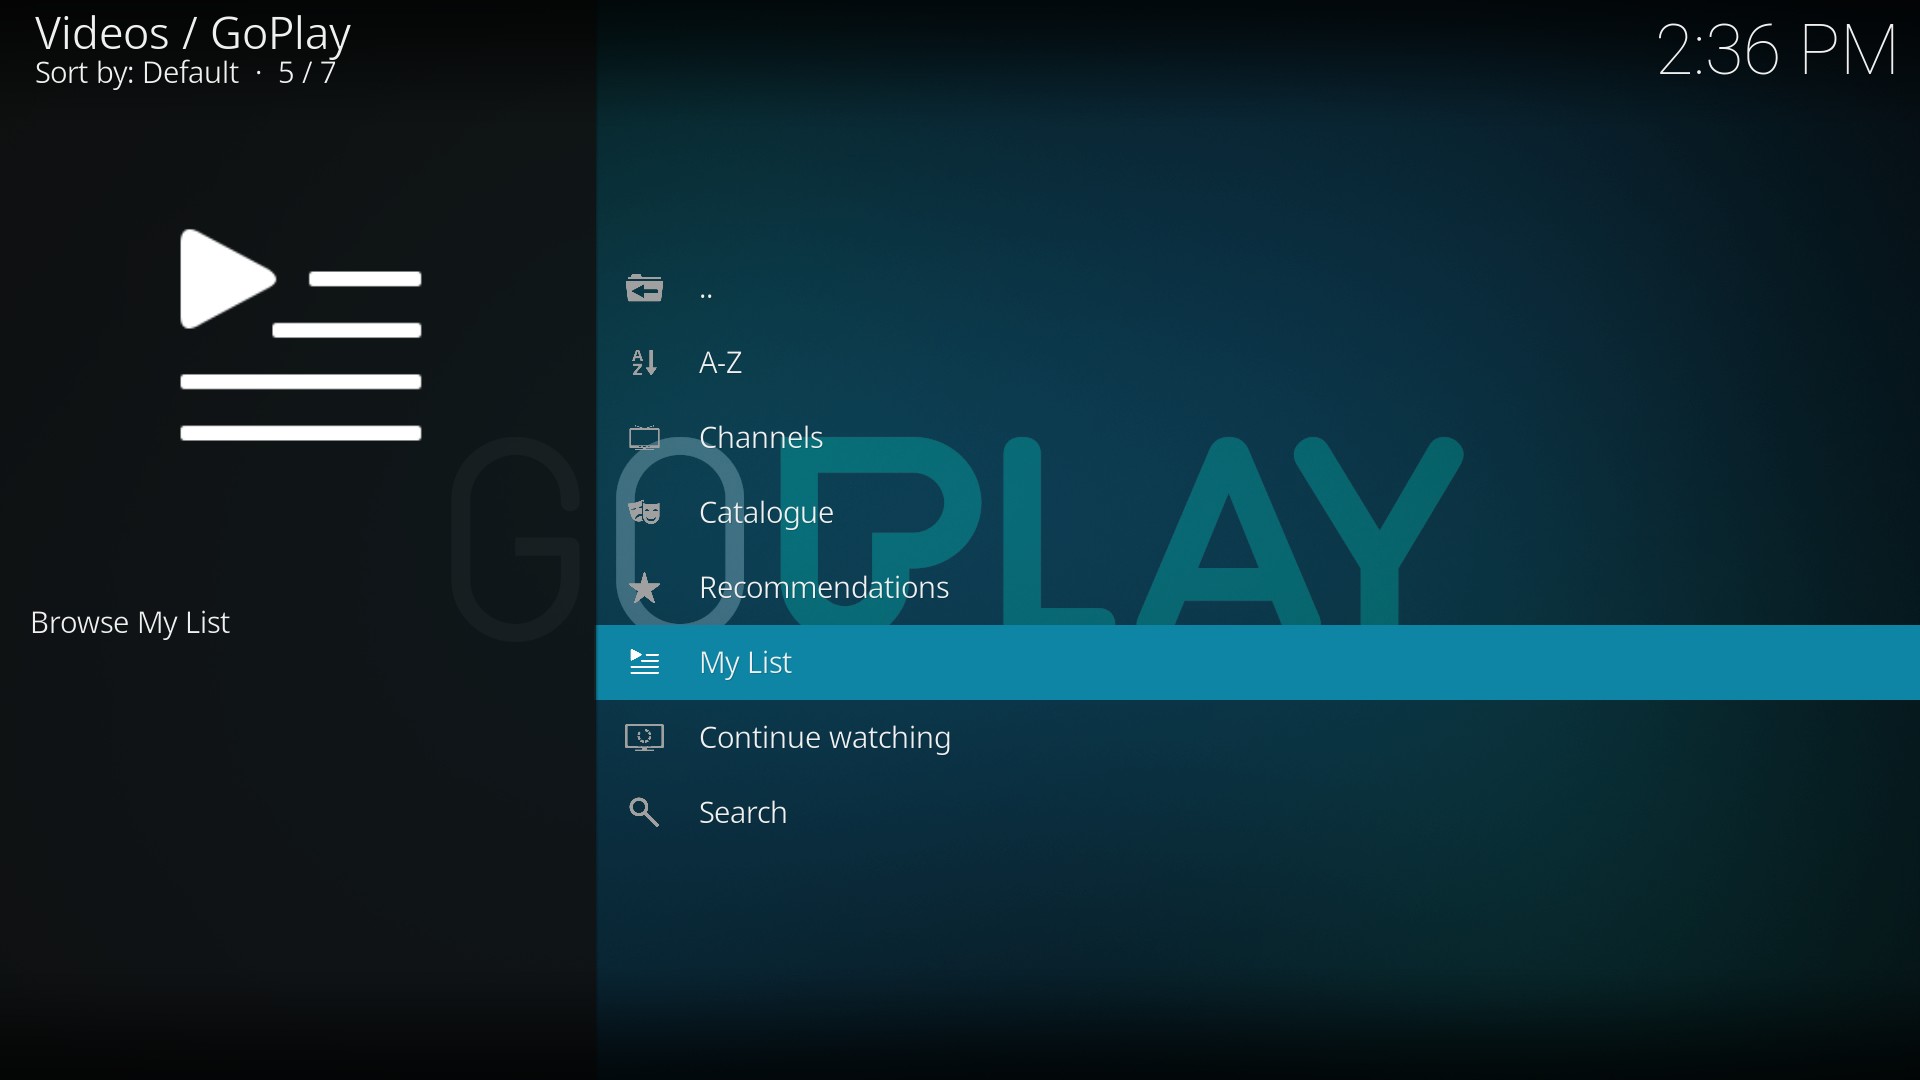 Videos / GoPlay
Sort by: Default · 5 / 7
2:36 PM
..
A-Z
Channels
Catalogue
Recommendations
My List
Continue watching
Search
Browse My List
GOPLAY